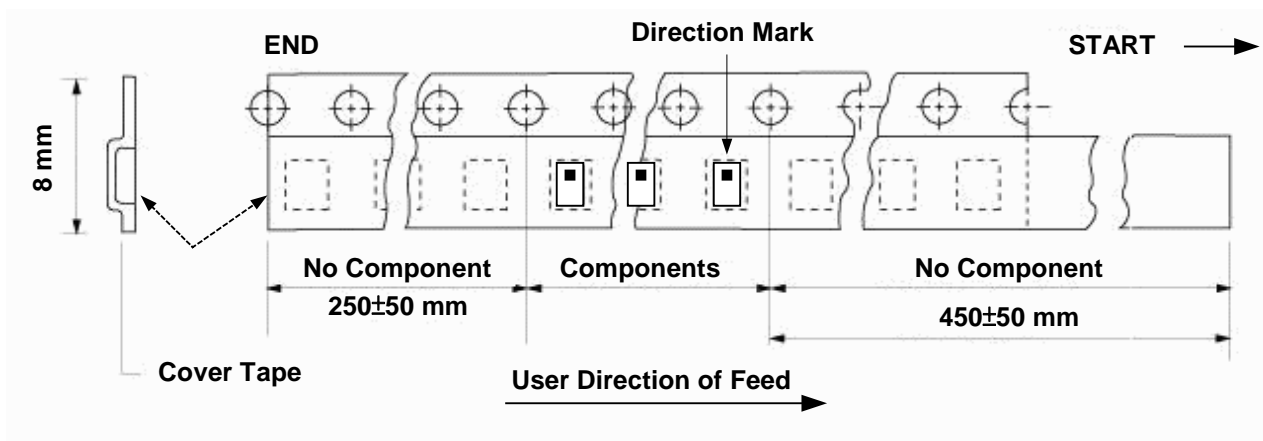 Direction Mark
END
START
8 mm
No Component
Components
No Component
250±50 mm
450±50 mm
Cover Tape
User Direction of Feed